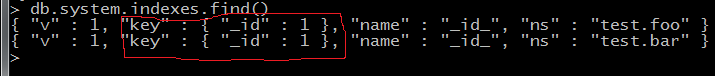 > db.system.indexes.find()
{ "v" : 1, "key" : { "_id" : 1 }, "name" : "_id_", "ns" : "test.foo" }
{ "v" : 1, "key" : { "_id" : 1 }, "name" : "_id_", "ns" : "test.bar" }
>